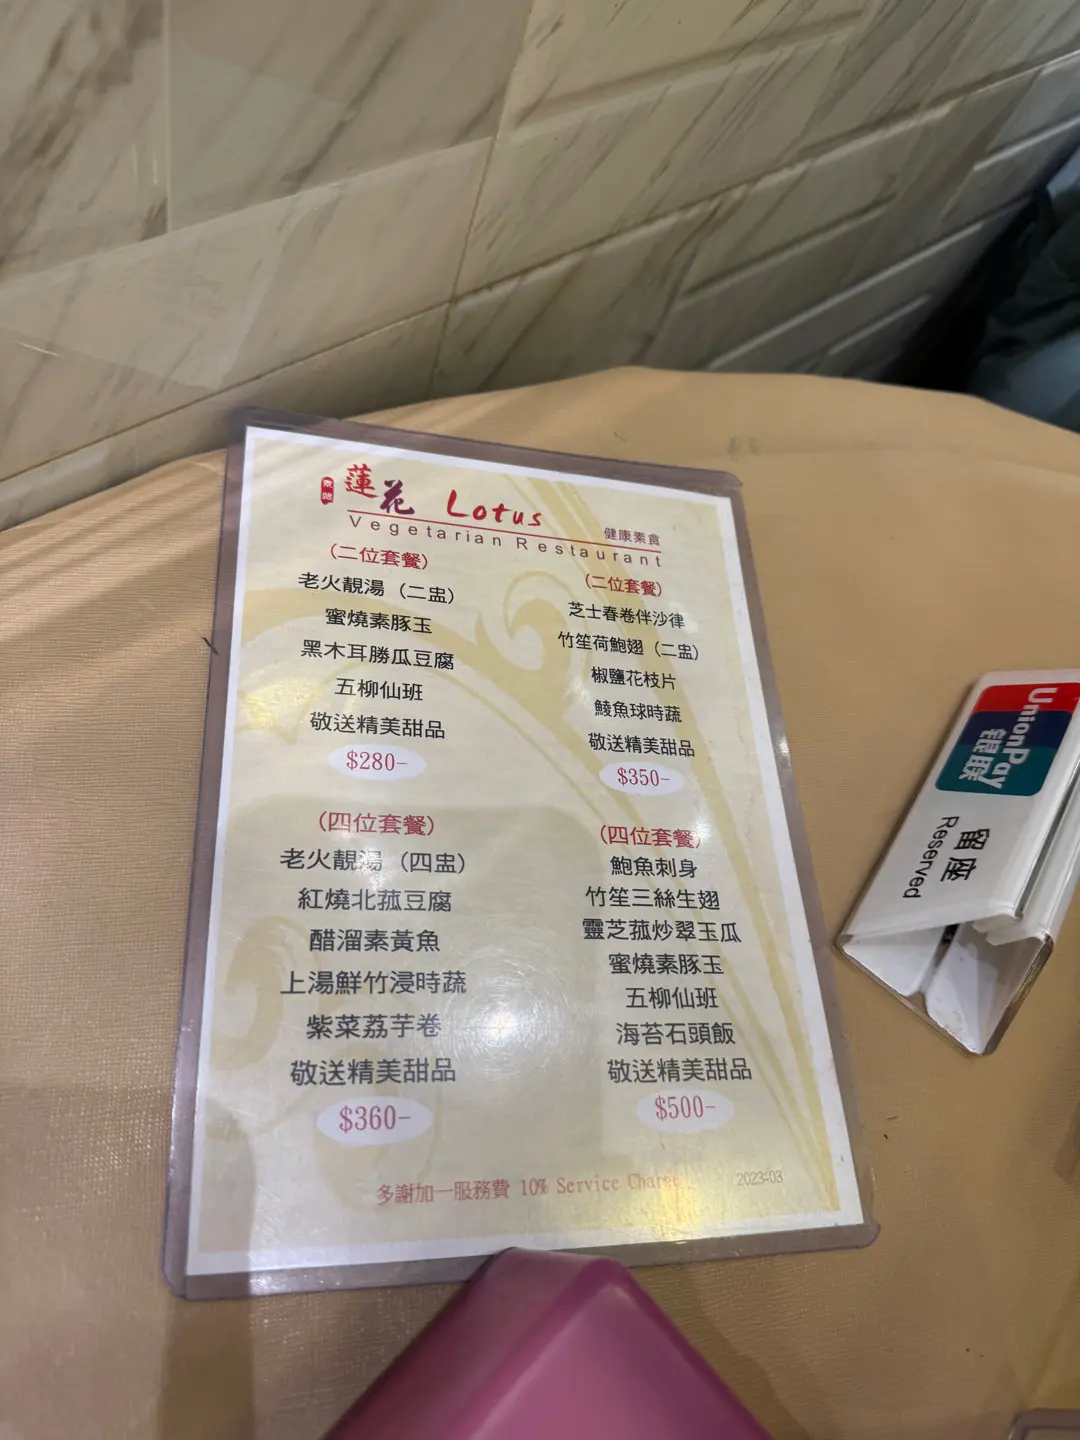 蓮花 Lotus
Vegetarian Restaurant
健康素食
(二位套餐)
老火靚湯 (二盅)
蜜燒素豚玉
黑木耳勝瓜豆腐
五柳仙班
敬送精美甜品
$280-
(二位套餐)
芝士春卷伴沙律
竹笙荷鮑翅 (二盅)
椒鹽花枝片
鯪魚球時蔬
敬送精美甜品
$350-
(四位套餐)
老火靚湯 (四盅)
紅燒北菰豆腐
醋溜素黃魚
上湯鮮竹浸時蔬
紫菜荔芋卷
敬送精美甜品
$360-
(四位套餐)
鮑魚刺身
竹笙三絲生翅
靈芝菰炒翠玉瓜
蜜燒素豚玉
五柳仙班
海苔石頭飯
敬送精美甜品
$500-
多謝加一服務費 10% Service Charge
2023-03
UnionPay
银联
留座
Reserved